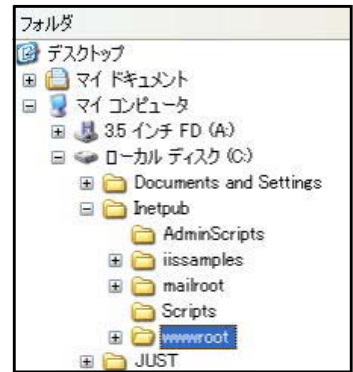 フォルダ
デスクトップ
マイ ドキュメント
マイ コンピュータ
3.5 インチ FD (A:)
ローカル ディスク (C:)
Documents and Settings
Inetpub
AdminScripts
iissamples
mailroot
Scripts
wwwroot
JUST